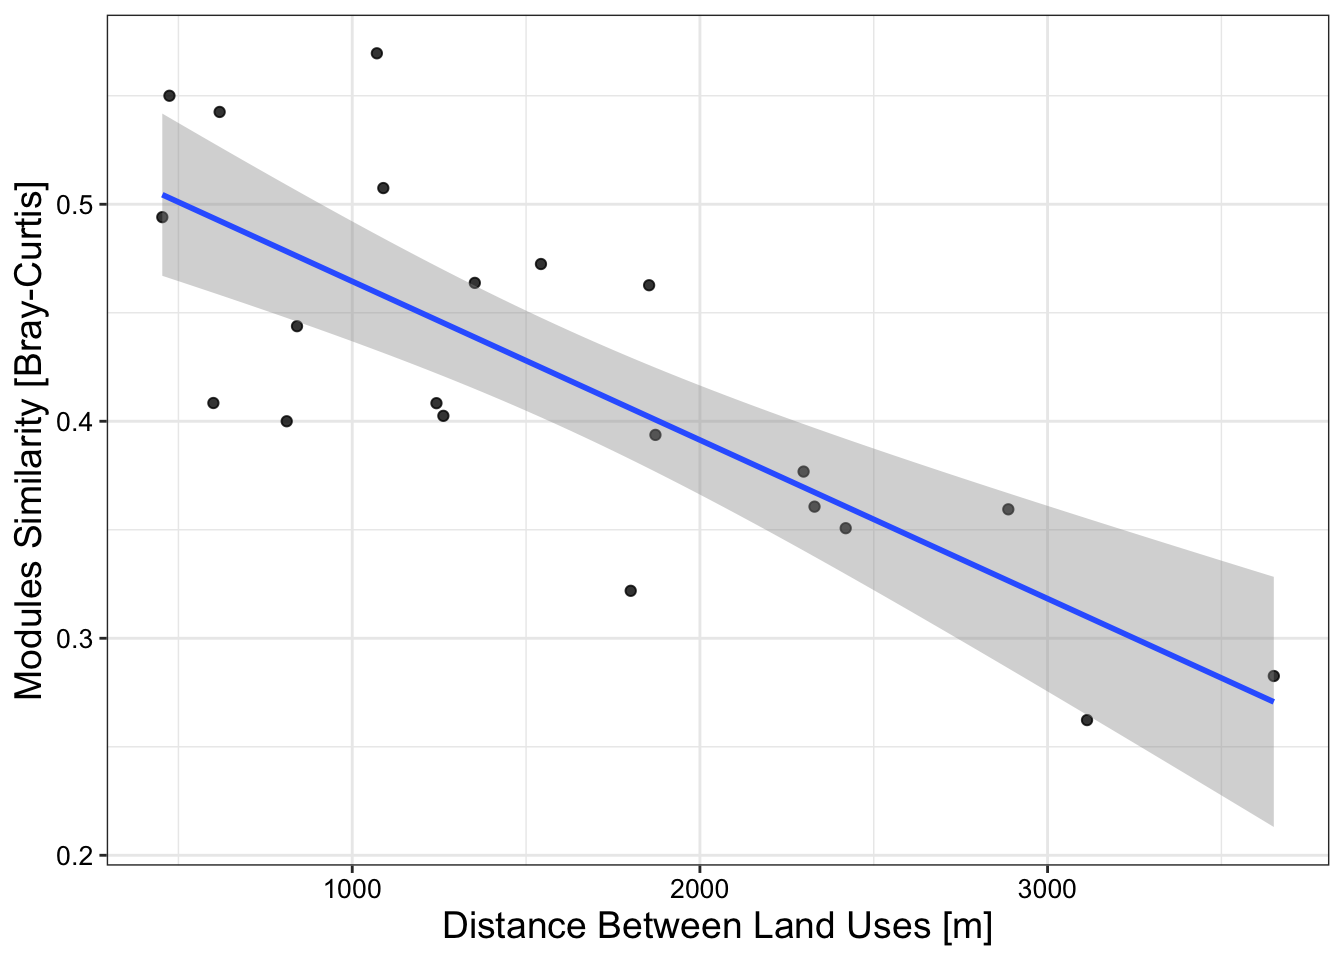 Modules Similarity [Bray-Curtis]
0.5
0.4
0.3
0.2
1000 2000 3000
Distance Between Land Uses [m]